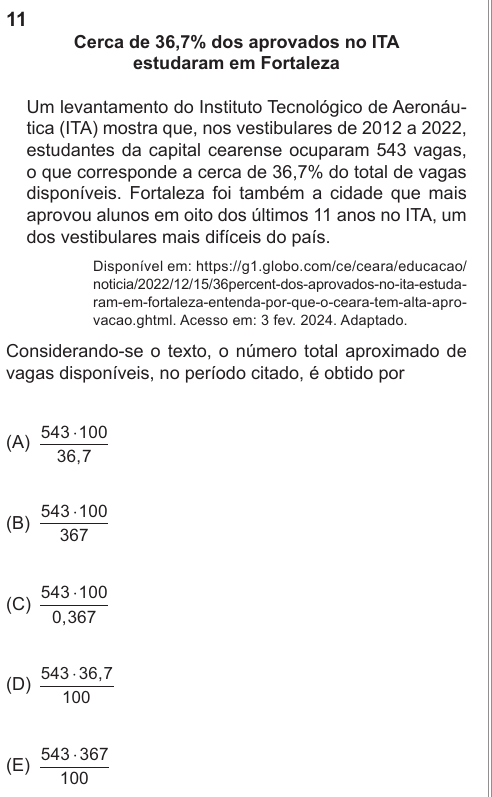 11
Cerca de 36,7% dos aprovados no ITA
estudaram em Fortaleza
Um levantamento do Instituto Tecnológico de Aeronáu-
tica (ITA) mostra que, nos vestibulares de 2012 a 2022,
estudantes da capital cearense ocuparam 543 vagas,
o que corresponde a cerca de 36,7% do total de vagas
disponíveis. Fortaleza foi também a cidade que mais
aprovou alunos em oito dos últimos 11 anos no ITA, um
dos vestibulares mais difíceis do país.
Disponível em: https://g1.globo.com/ce/ceara/educacao/
noticia/2022/12/15/36percent-dos-aprovados-no-ita-estuda-
ram-em-fortaleza-entenda-por-que-o-ceara-tem-alta-apro-
vacao.ghtml. Acesso em: 3 fev. 2024. Adaptado.
Considerando-se o texto, o número total aproximado de
vagas disponíveis, no período citado, é obtido por
(A) 543·100
36,7
(B) 543·100
367
(C) 543·100
0,367
(D) 543·36,7
100
(E) 543·367
100